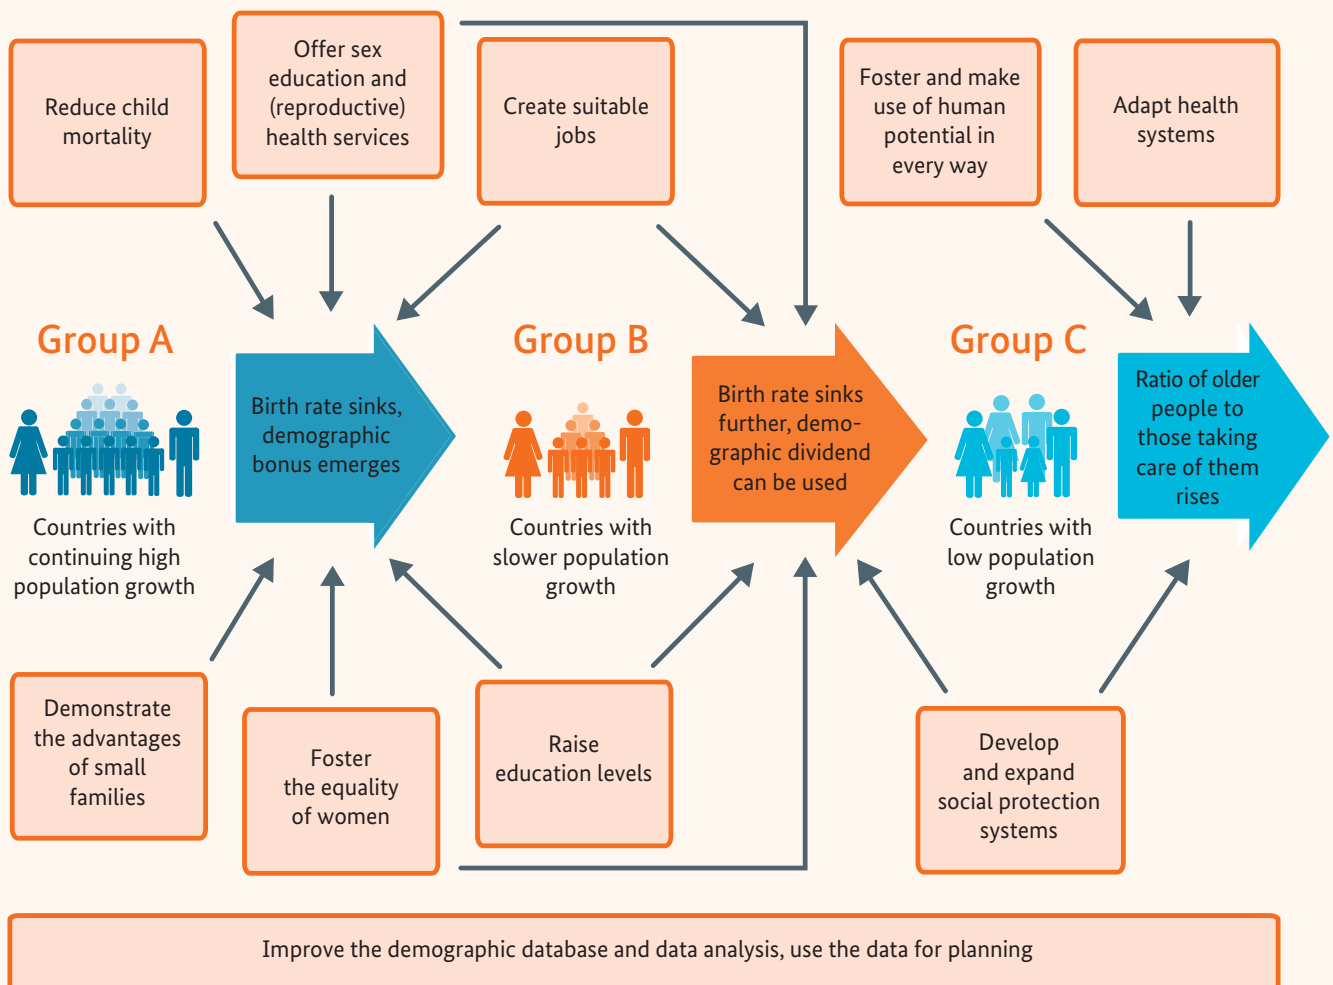 Reduce child
mortality
Offer sex
education and
(reproductive)
health services
Create suitable
jobs
Foster and make
use of human
potential in
every way
Adapt health
systems
Group A
Countries with
continuing high
population growth
Birth rate sinks,
demographic
bonus emerges
Group B
Countries with
slower population
growth
Birth rate sinks
further, demo-
graphic dividend
can be used
Group C
Countries with
low population
growth
Ratio of older
people to
those taking
care of them
rises
Demonstrate
the advantages
of small
families
Foster
the equality
of women
Raise
education levels
Develop
and expand
social protection
systems
Improve the demographic database and data analysis, use the data for planning